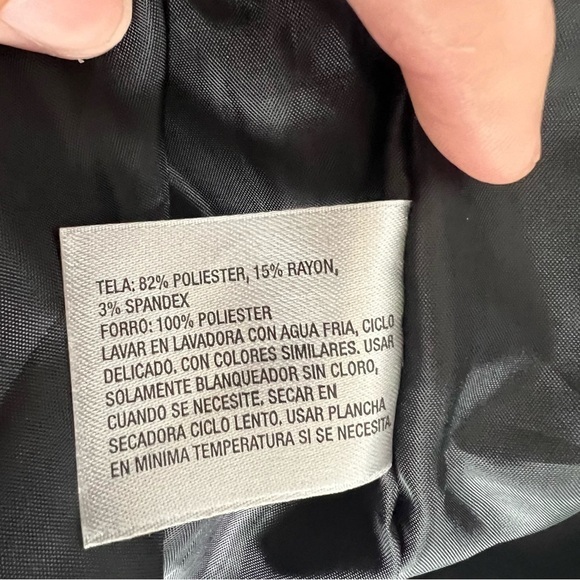 TELA: 82% POLIESTER, 15% RAYON,
3% SPANDEX
FORRO: 100% POLIESTER
LAVAR EN LAVADORA CON AGUA FRIA, CICLO
DELICADO. CON COLORES SIMILARES. USAR
SOLAMENTE BLANQUEADOR SIN CLORO,
CUANDO SE NECESITE. SECAR EN
SECADORA CICLO LENTO. USAR PLANCHA
EN MINIMA TEMPERATURA SI SE NECESITA.